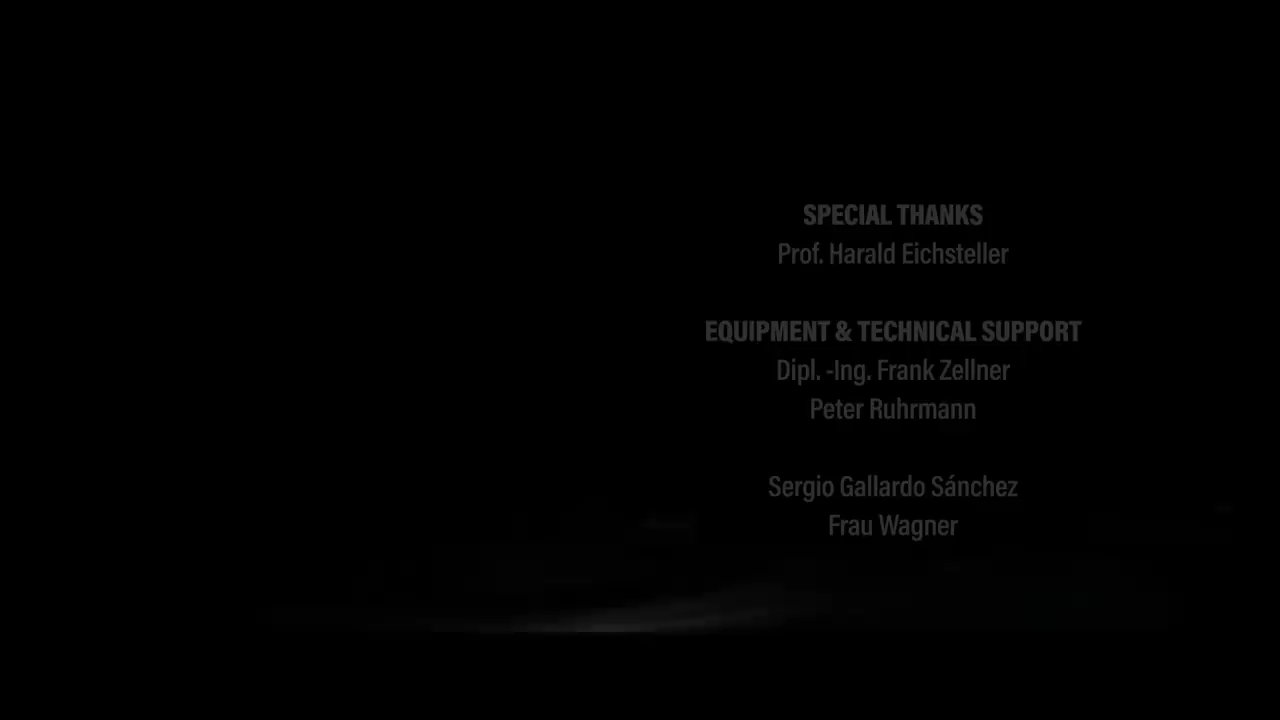 SPECIAL THANKS
Prof. Harald Eichsteller
EQUIPMENT & TECHNICAL SUPPORT
Dipl. -Ing. Frank Zellner
Peter Ruhrmann
Sergio Gallardo Sánchez
Frau Wagner